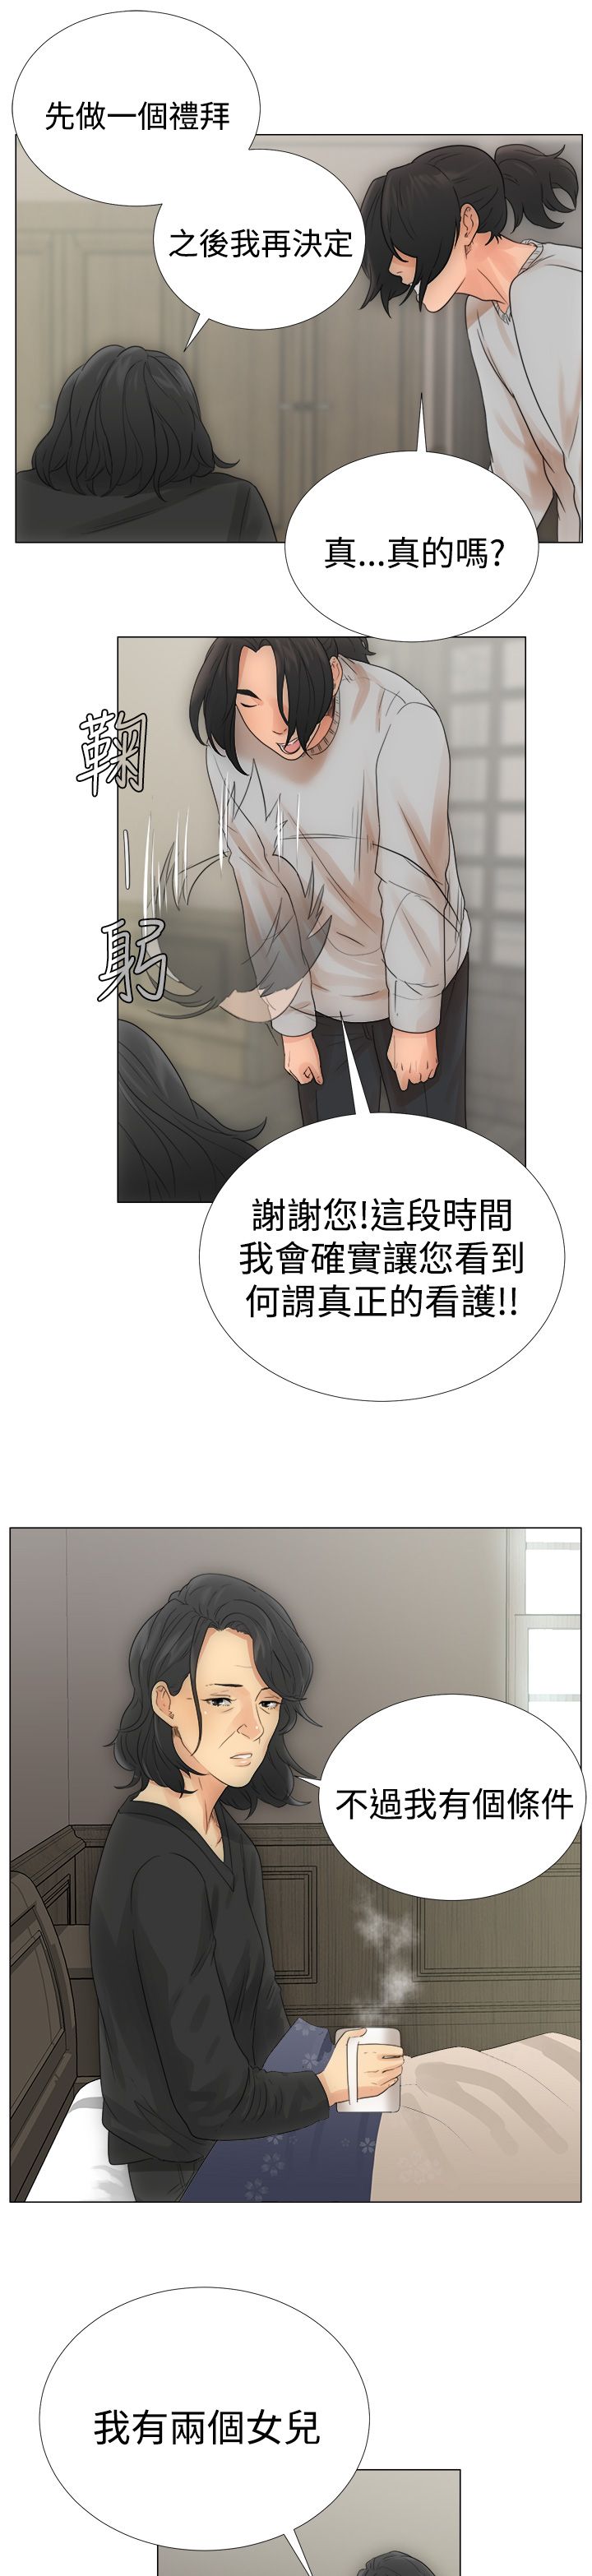 先做一個禮拜
之後我再決定
真...真的嗎?
鞠
躬
謝謝您!這段時間
我會確實讓您看到
何謂真正的看護!!
不過我有個條件
我有兩個女兒